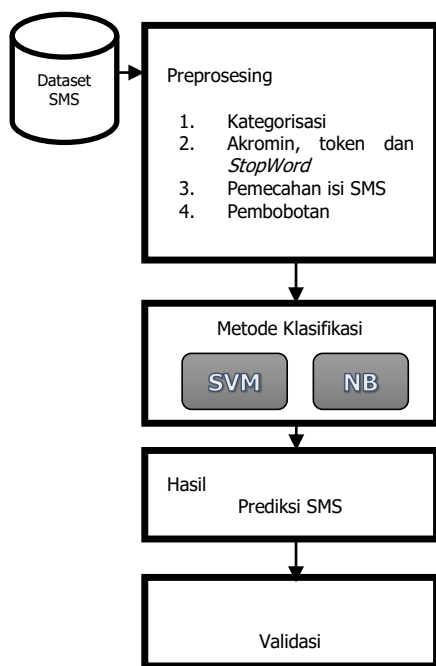 Dataset
SMS
Preprosesing
1. Kategorisasi
2. Akromin, token dan
StopWord
3. Pemecahan isi SMS
4. Pembobotan
Metode Klasifikasi
SVM NB
Hasil
Prediksi SMS
Validasi